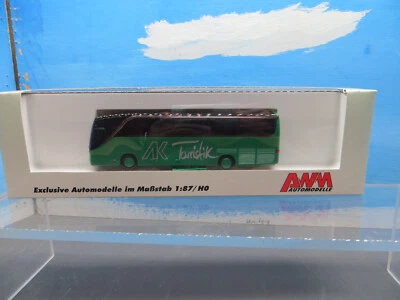 AK Touristik
Exclusive Automodelle im Maßstab 1:87/H0
AWM
AUTOMODELLE